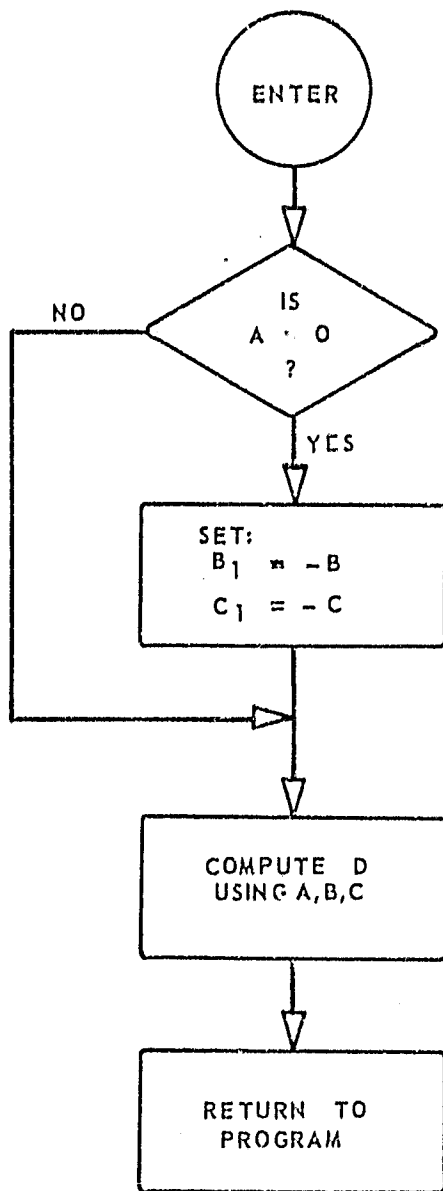 ENTER
IS
A O
?
NO
YES
SET:
B1 = -B
C1 = -C
COMPUTE D
USING A, B, C
RETURN TO
PROGRAM